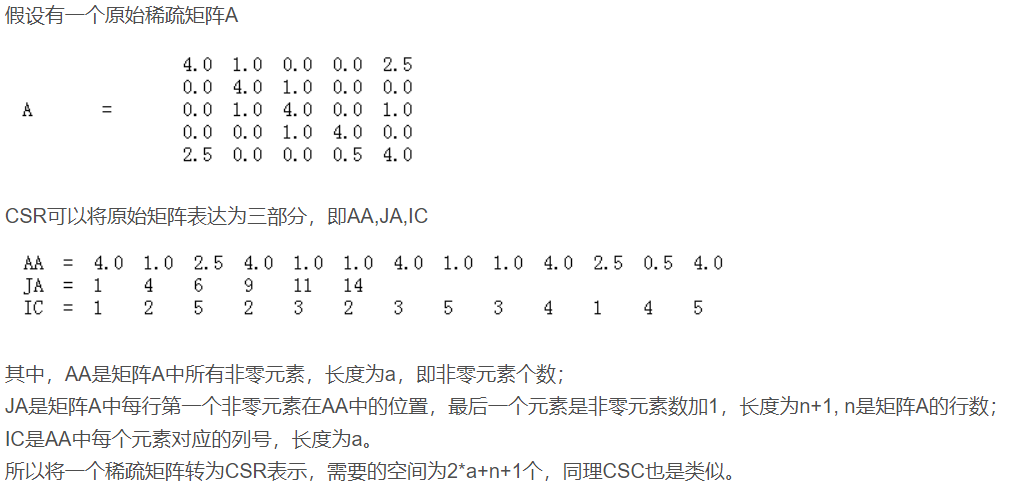 假设有一个原始稀疏矩阵A
4.0 1.0 0.0 0.0 2.5
0.0 4.0 1.0 0.0 0.0
A = 0.0 1.0 4.0 0.0 1.0
0.0 0.0 1.0 4.0 0.0
2.5 0.0 0.0 0.5 4.0
CSR可以将原始矩阵表达为三部分，即AA,JA,IC
AA = 4.0 1.0 2.5 4.0 1.0 1.0 4.0 1.0 1.0 4.0 2.5 0.5 4.0
JA = 1 4 6 9 11 14
IC = 1 2 5 2 3 2 3 5 3 4 1 4 5
其中，AA是矩阵A中所有非零元素，长度为a，即非零元素个数；
JA是矩阵A中每行第一个非零元素在AA中的位置，最后一个元素是非零元素数加1，长度为n+1, n是矩阵A的行数；
IC是AA中每个元素对应的列号，长度为a。
所以将一个稀疏矩阵转为CSR表示，需要的空间为2*a+n+1个，同理CSC也是类似。